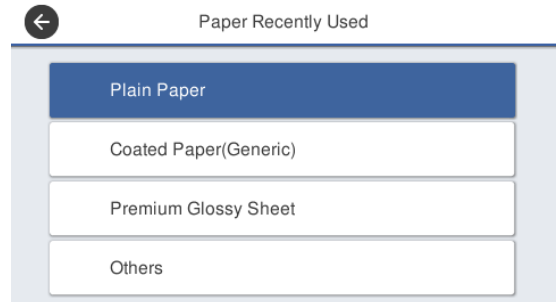 Paper Recently Used
Plain Paper
Coated Paper(Generic)
Premium Glossy Sheet
Others